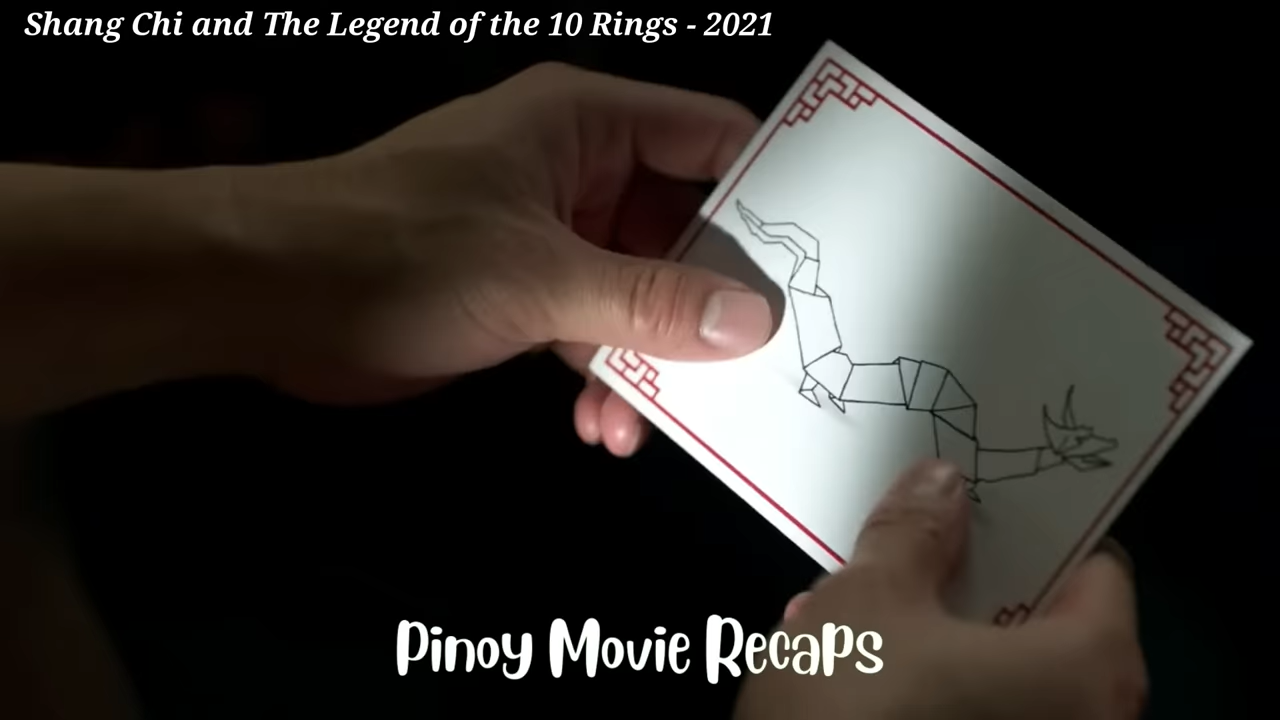 Shang Chi and The Legend of the 10 Rings - 2021
Pinoy Movie Recaps